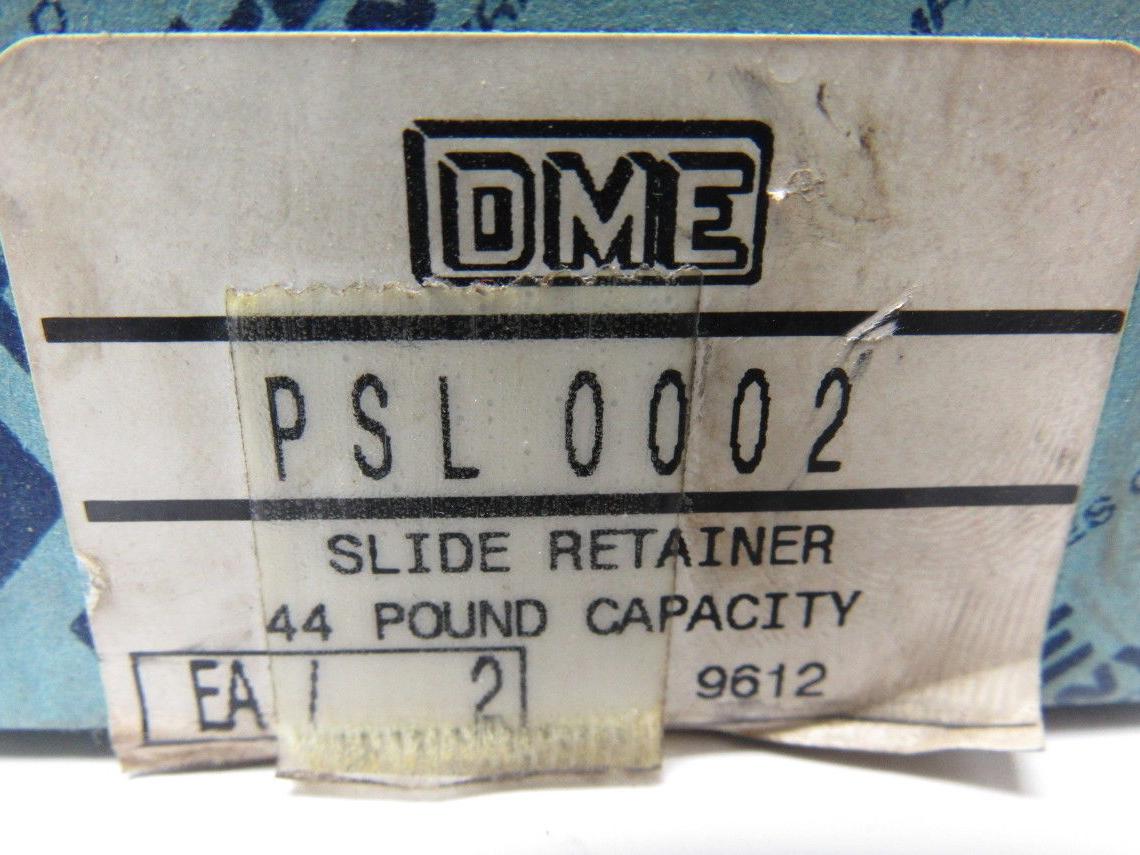 DME
PSL 0002
SLIDE RETAINER
44 POUND CAPACITY
EA 2
9612